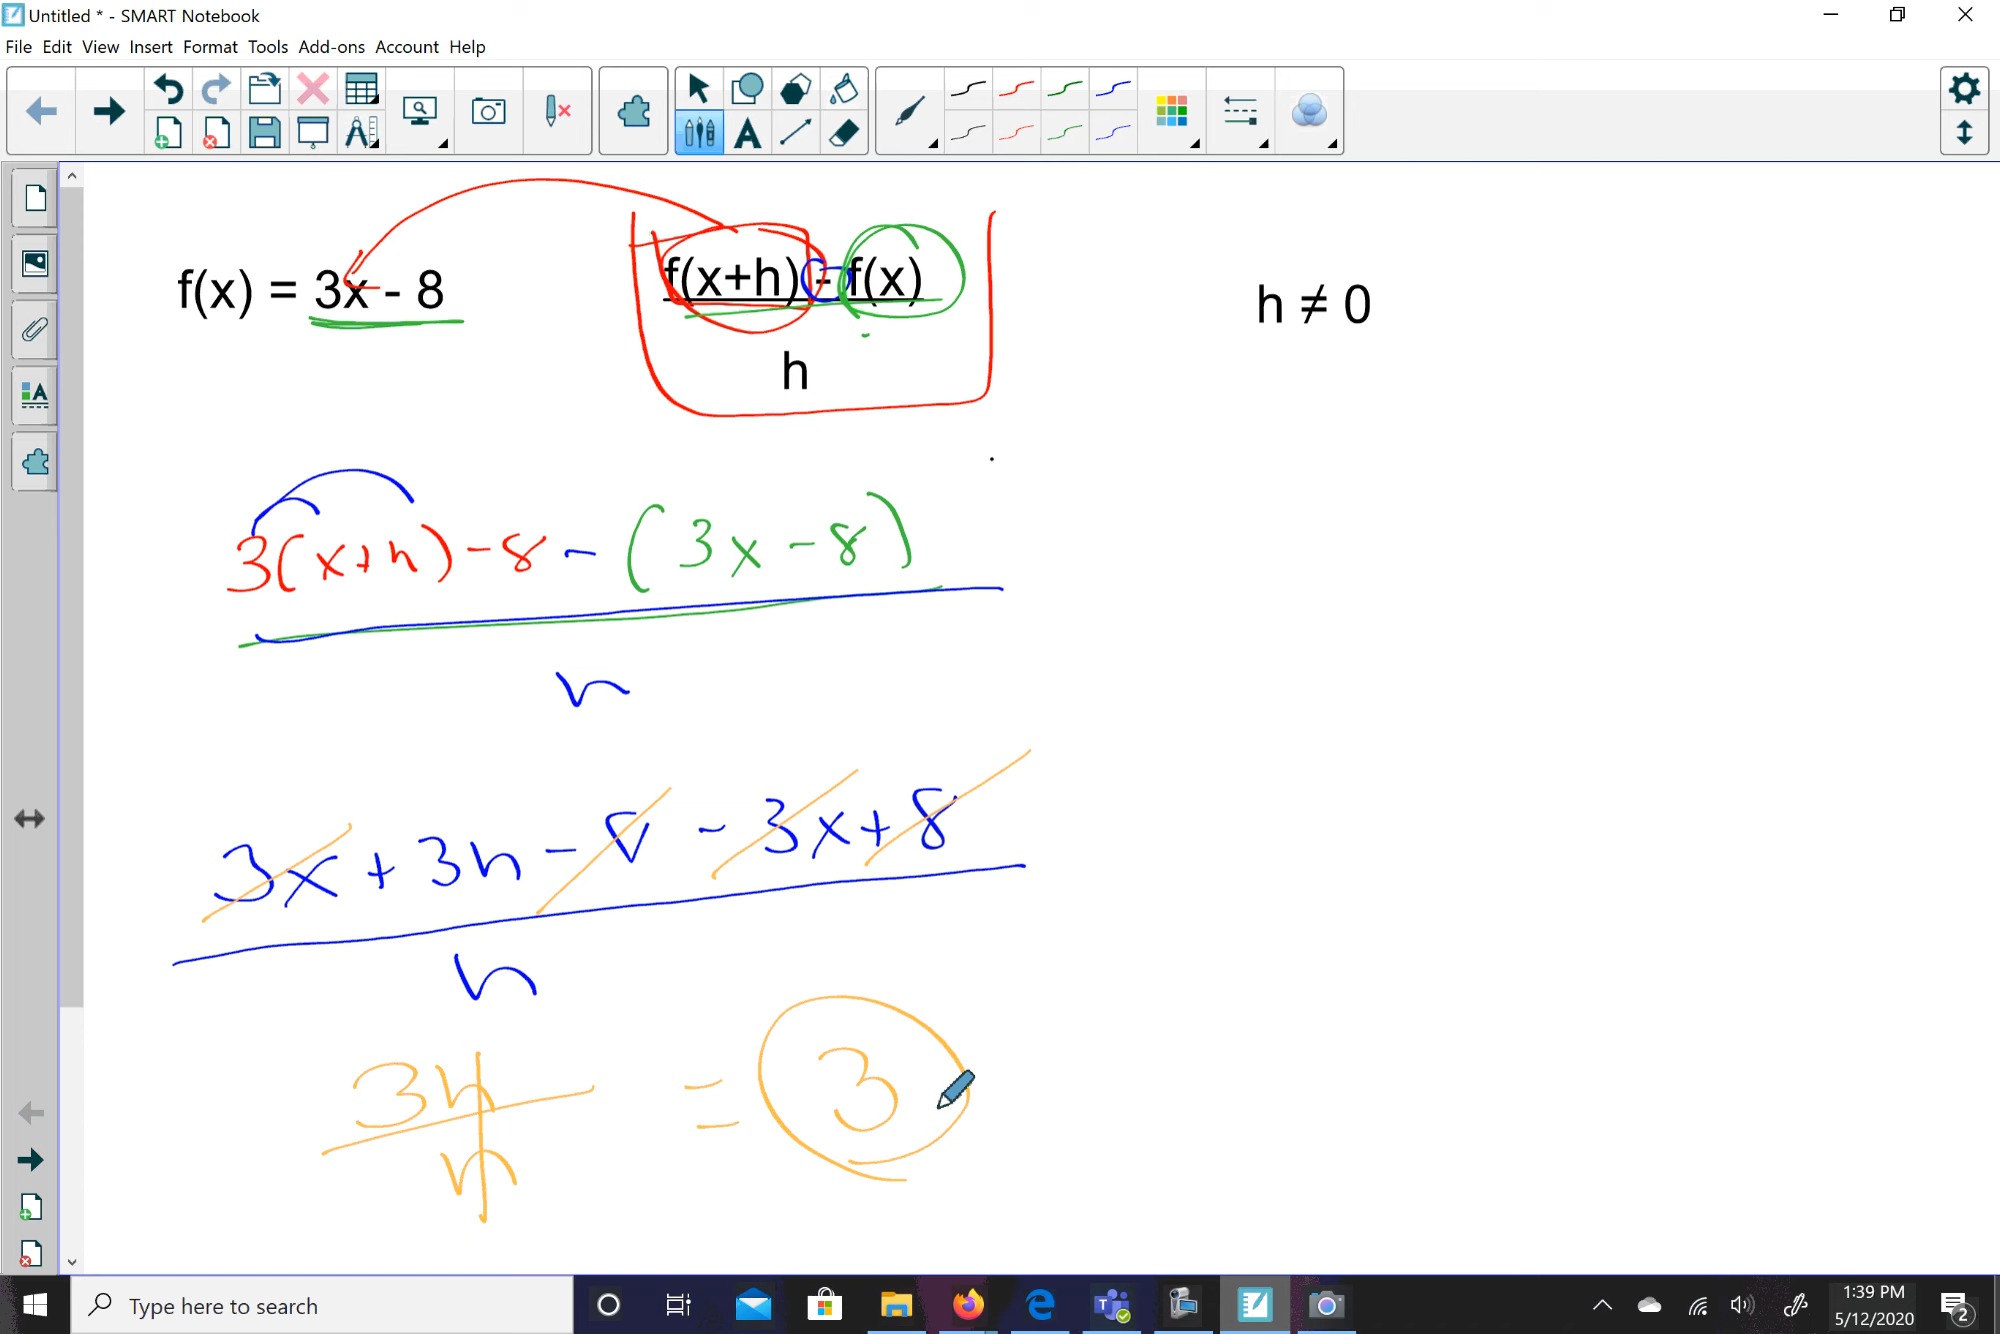 Untitled * - SMART Notebook
File Edit View Insert Format Tools Add-ons Account Help
f(x) = 3x - 8
f(x+h) - f(x)
h
h ≠ 0
3(x+h) - 8 - (3x - 8)
h
3x + 3h - 8 - 3x + 8
h
3h
h
= 3
Type here to search
1:39 PM
5/12/2020
2